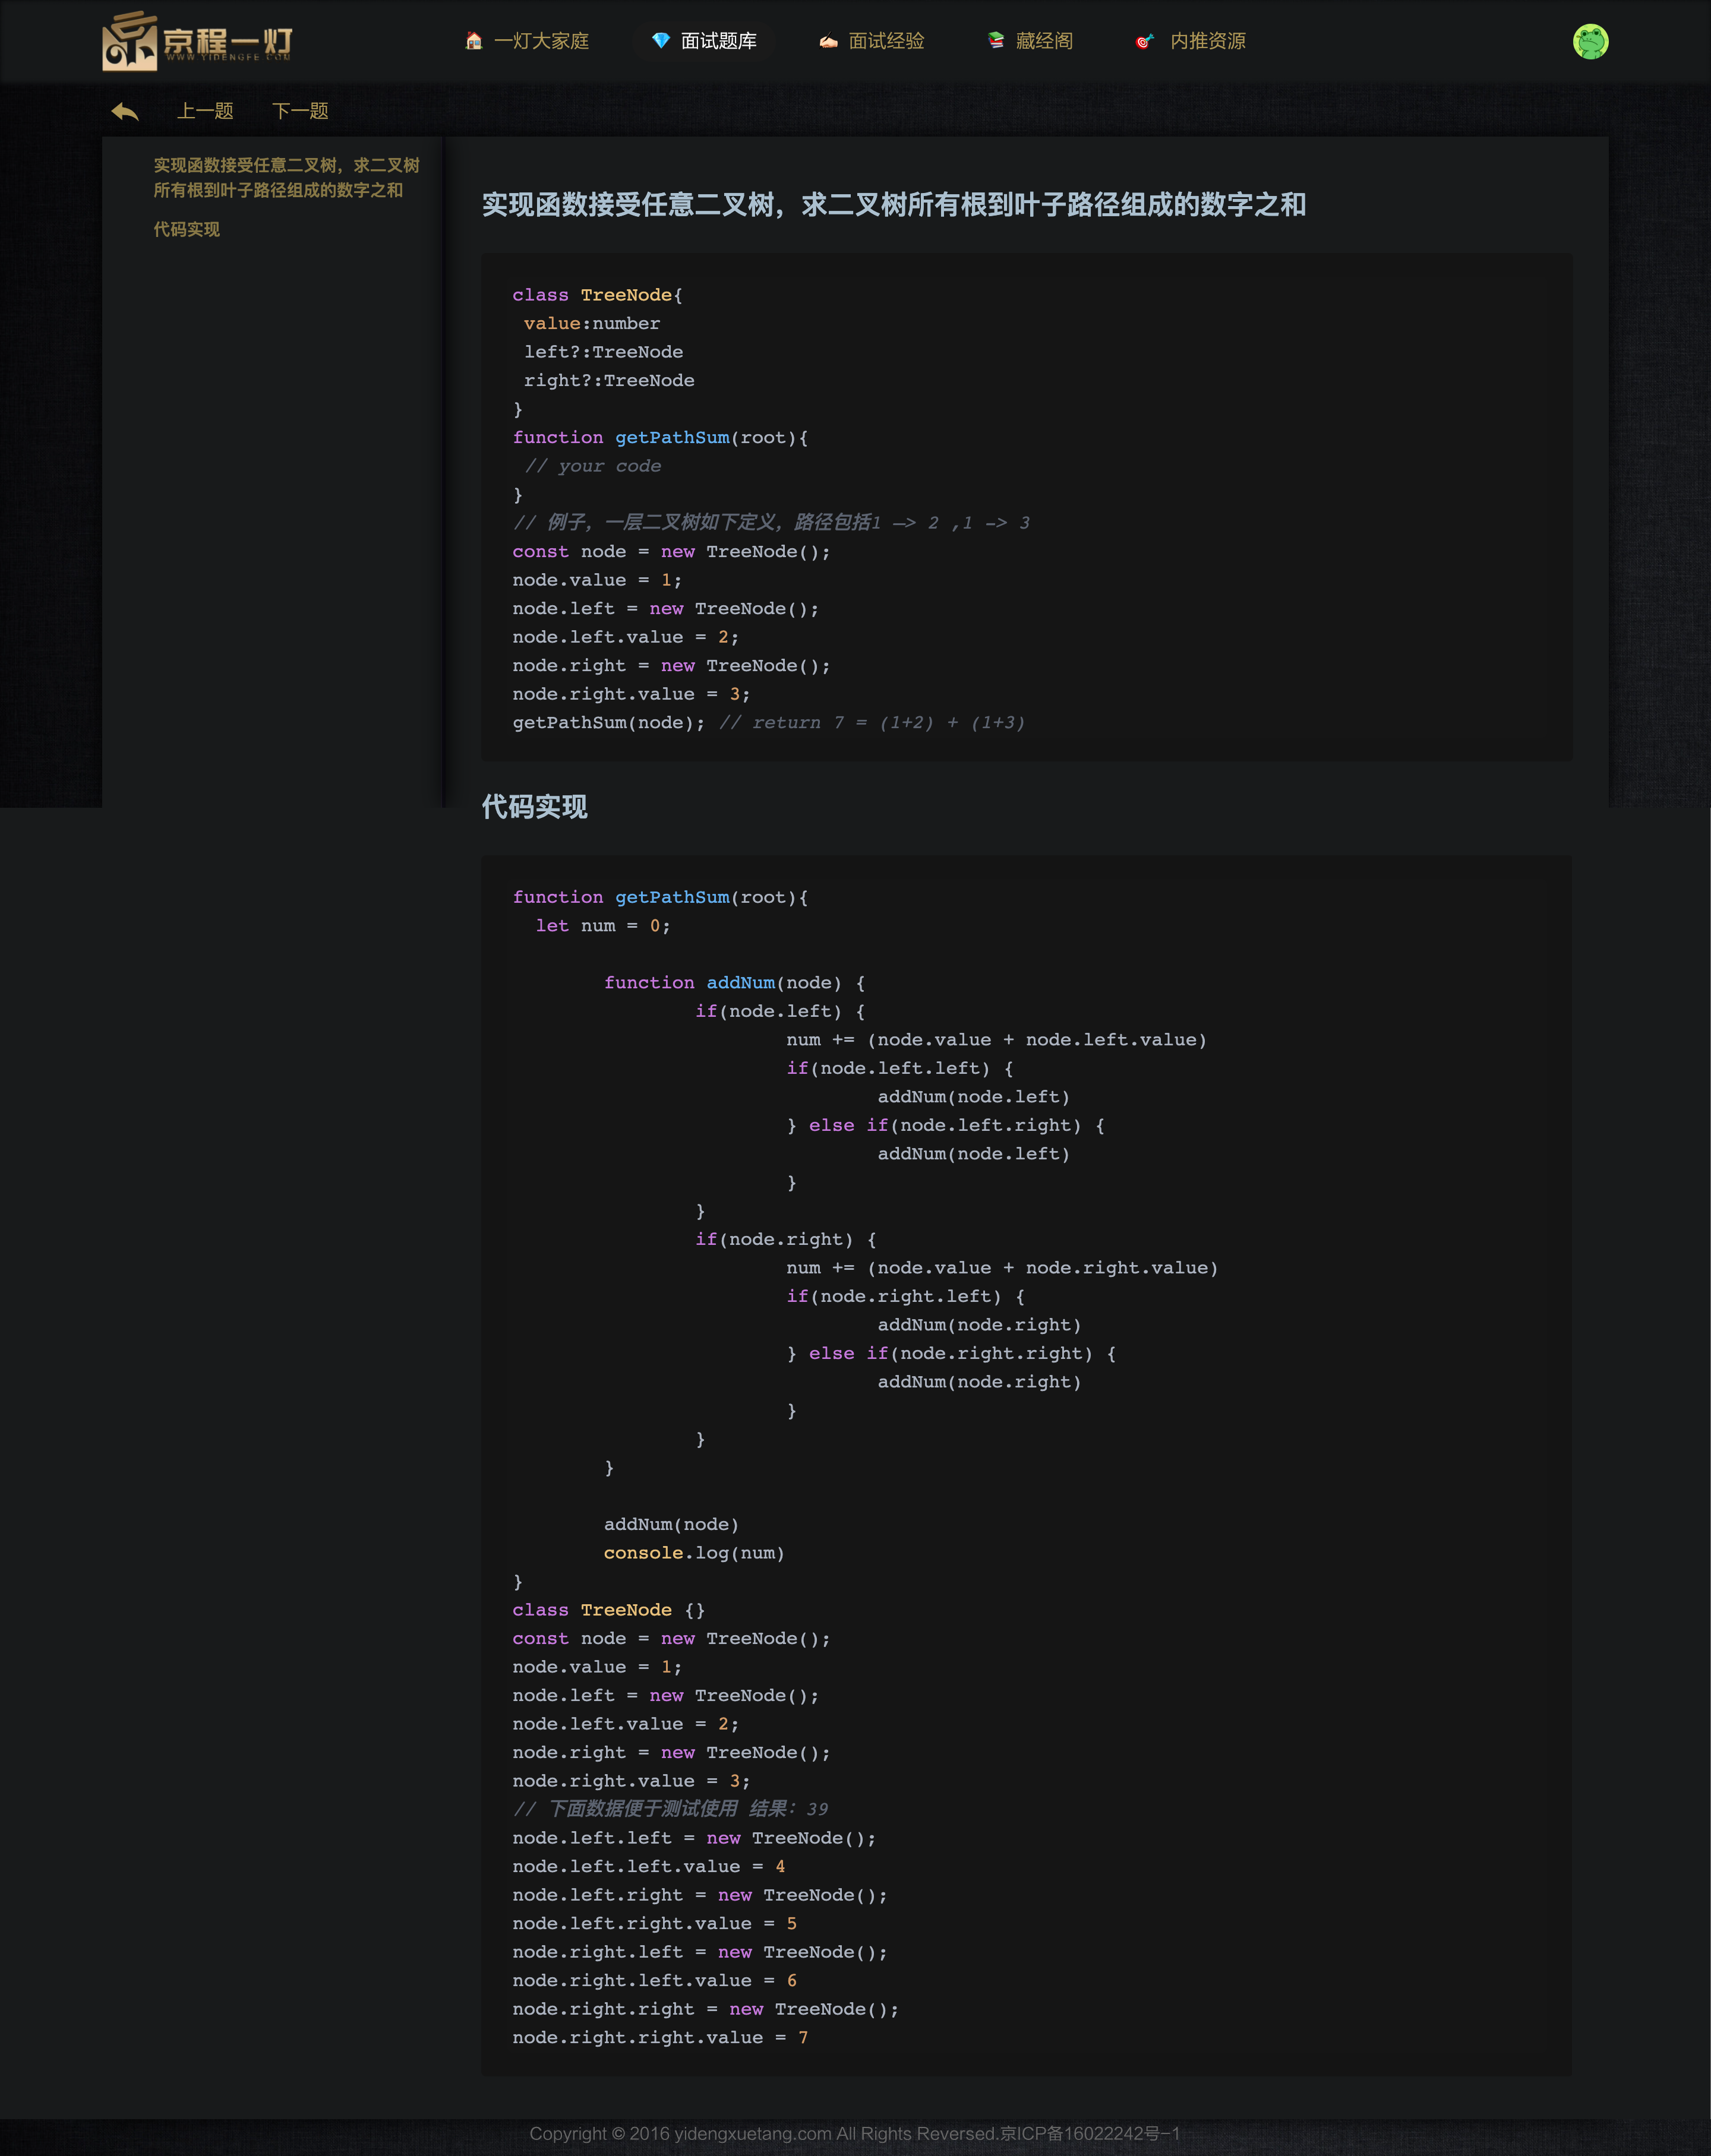 京程一灯
WWW.YIDENGFE.COM
一灯大家庭
面试题库
面试经验
藏经阁
内推资源
上一题
下一题
实现函数接受任意二叉树，求二叉树
所有根到叶子路径组成的数字之和
代码实现
实现函数接受任意二叉树，求二叉树所有根到叶子路径组成的数字之和
class TreeNode{
 value:number
 left?:TreeNode
 right?:TreeNode
}
function getPathSum(root){
 // your code
}
// 例子，一层二叉树如下定义，路径包括1 —> 2 ,1 -> 3
const node = new TreeNode();
node.value = 1;
node.left = new TreeNode();
node.left.value = 2;
node.right = new TreeNode();
node.right.value = 3;
getPathSum(node); // return 7 = (1+2) + (1+3)
代码实现
function getPathSum(root){
  let num = 0;
        function addNum(node) {
                if(node.left) {
                        num += (node.value + node.left.value)
                        if(node.left.left) {
                                addNum(node.left)
                        } else if(node.left.right) {
                                addNum(node.left)
                        }
                }
                if(node.right) {
                        num += (node.value + node.right.value)
                        if(node.right.left) {
                                addNum(node.right)
                        } else if(node.right.right) {
                                addNum(node.right)
                        }
                }
        }
        addNum(node)
        console.log(num)
}
class TreeNode {}
const node = new TreeNode();
node.value = 1;
node.left = new TreeNode();
node.left.value = 2;
node.right = new TreeNode();
node.right.value = 3;
// 下面数据便于测试使用 结果：39
node.left.left = new TreeNode();
node.left.left.value = 4
node.left.right = new TreeNode();
node.left.right.value = 5
node.right.left = new TreeNode();
node.right.left.value = 6
node.right.right = new TreeNode();
node.right.right.value = 7
Copyright © 2016 yidengxuetang.com All Rights Reversed.京ICP备16022242号-1